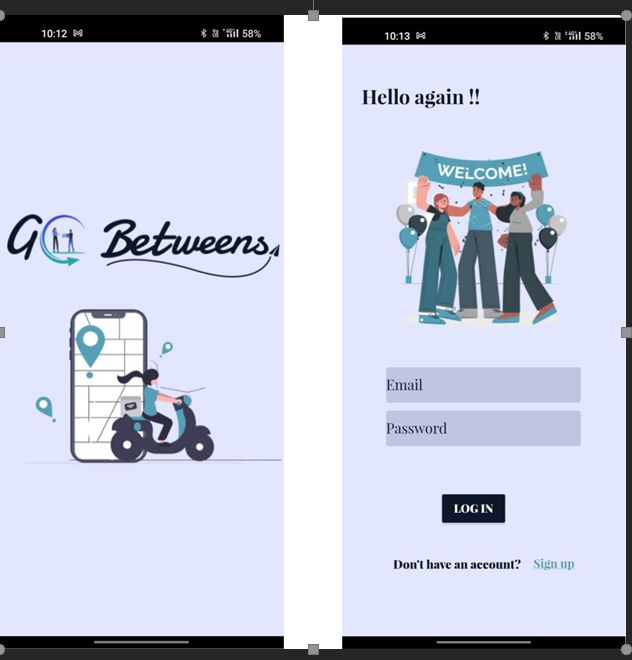 10:12
58%
GO Betweens
10:13
58%
Hello again !!
WELCOME!
Email
Password
LOG IN
Don't have an account? Sign up